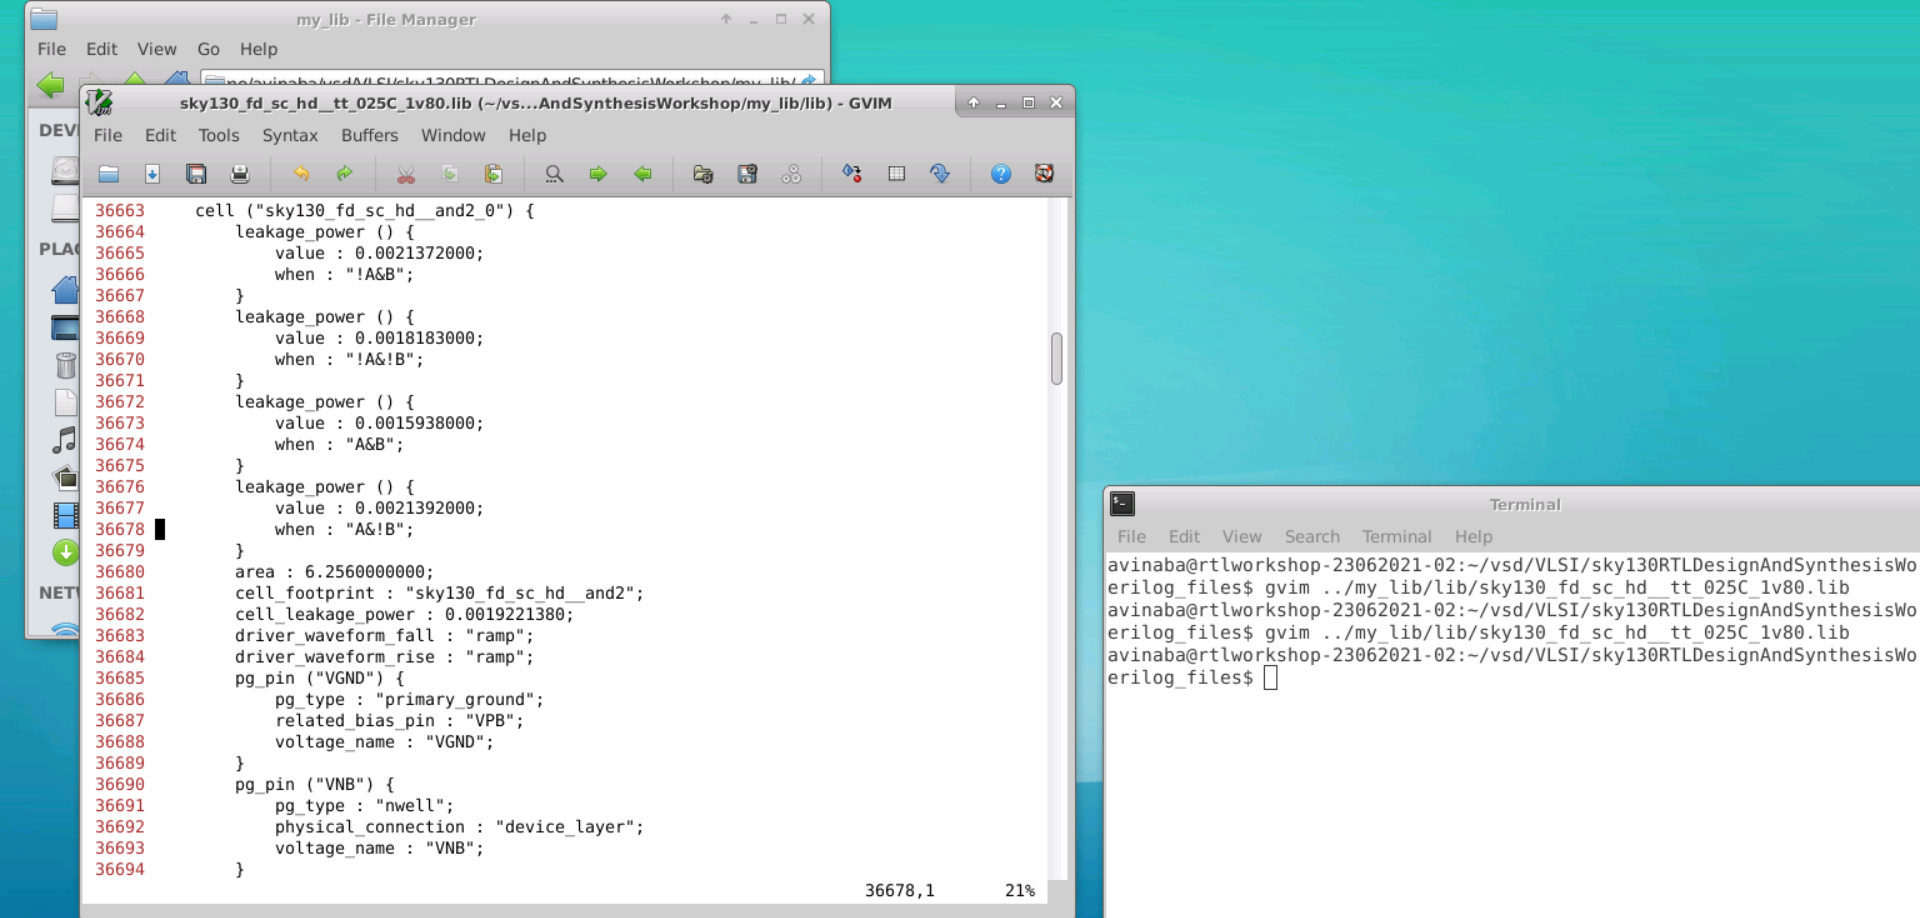 my_lib - File Manager
File Edit View Go Help
ne/avinaba/vsd/VLSI/sky130RTLDesignAndSynthesisWorkshop/my_lib/
DEV
PLAC
NET
sky130_fd_sc_hd__tt_025C_1v80.lib (~/vs...AndSynthesisWorkshop/my_lib/lib) - GVIM
File Edit Tools Syntax Buffers Window Help
36663     cell ("sky130_fd_sc_hd__and2_0") {
36664         leakage_power () {
36665             value : 0.0021372000;
36666             when : "!A&B";
36667         }
36668         leakage_power () {
36669             value : 0.0018183000;
36670             when : "!A&!B";
36671         }
36672         leakage_power () {
36673             value : 0.0015938000;
36674             when : "A&B";
36675         }
36676         leakage_power () {
36677             value : 0.0021392000;
36678             when : "A&!B";
36679         }
36680         area : 6.2560000000;
36681         cell_footprint : "sky130_fd_sc_hd__and2";
36682         cell_leakage_power : 0.0019221380;
36683         driver_waveform_fall : "ramp";
36684         driver_waveform_rise : "ramp";
36685         pg_pin ("VGND") {
36686             pg_type : "primary_ground";
36687             related_bias_pin : "VPB";
36688             voltage_name : "VGND";
36689         }
36690         pg_pin ("VNB") {
36691             pg_type : "nwell";
36692             physical_connection : "device_layer";
36693             voltage_name : "VNB";
36694         }
36678,1 21%
Terminal
File Edit View Search Terminal Help
avinaba@rtlworkshop-23062021-02:~/vsd/VLSI/sky130RTLDesignAndSynthesisWo
erilog_files$ gvim ../my_lib/lib/sky130_fd_sc_hd__tt_025C_1v80.lib
avinaba@rtlworkshop-23062021-02:~/vsd/VLSI/sky130RTLDesignAndSynthesisWo
erilog_files$ gvim ../my_lib/lib/sky130_fd_sc_hd__tt_025C_1v80.lib
avinaba@rtlworkshop-23062021-02:~/vsd/VLSI/sky130RTLDesignAndSynthesisWo
erilog_files$